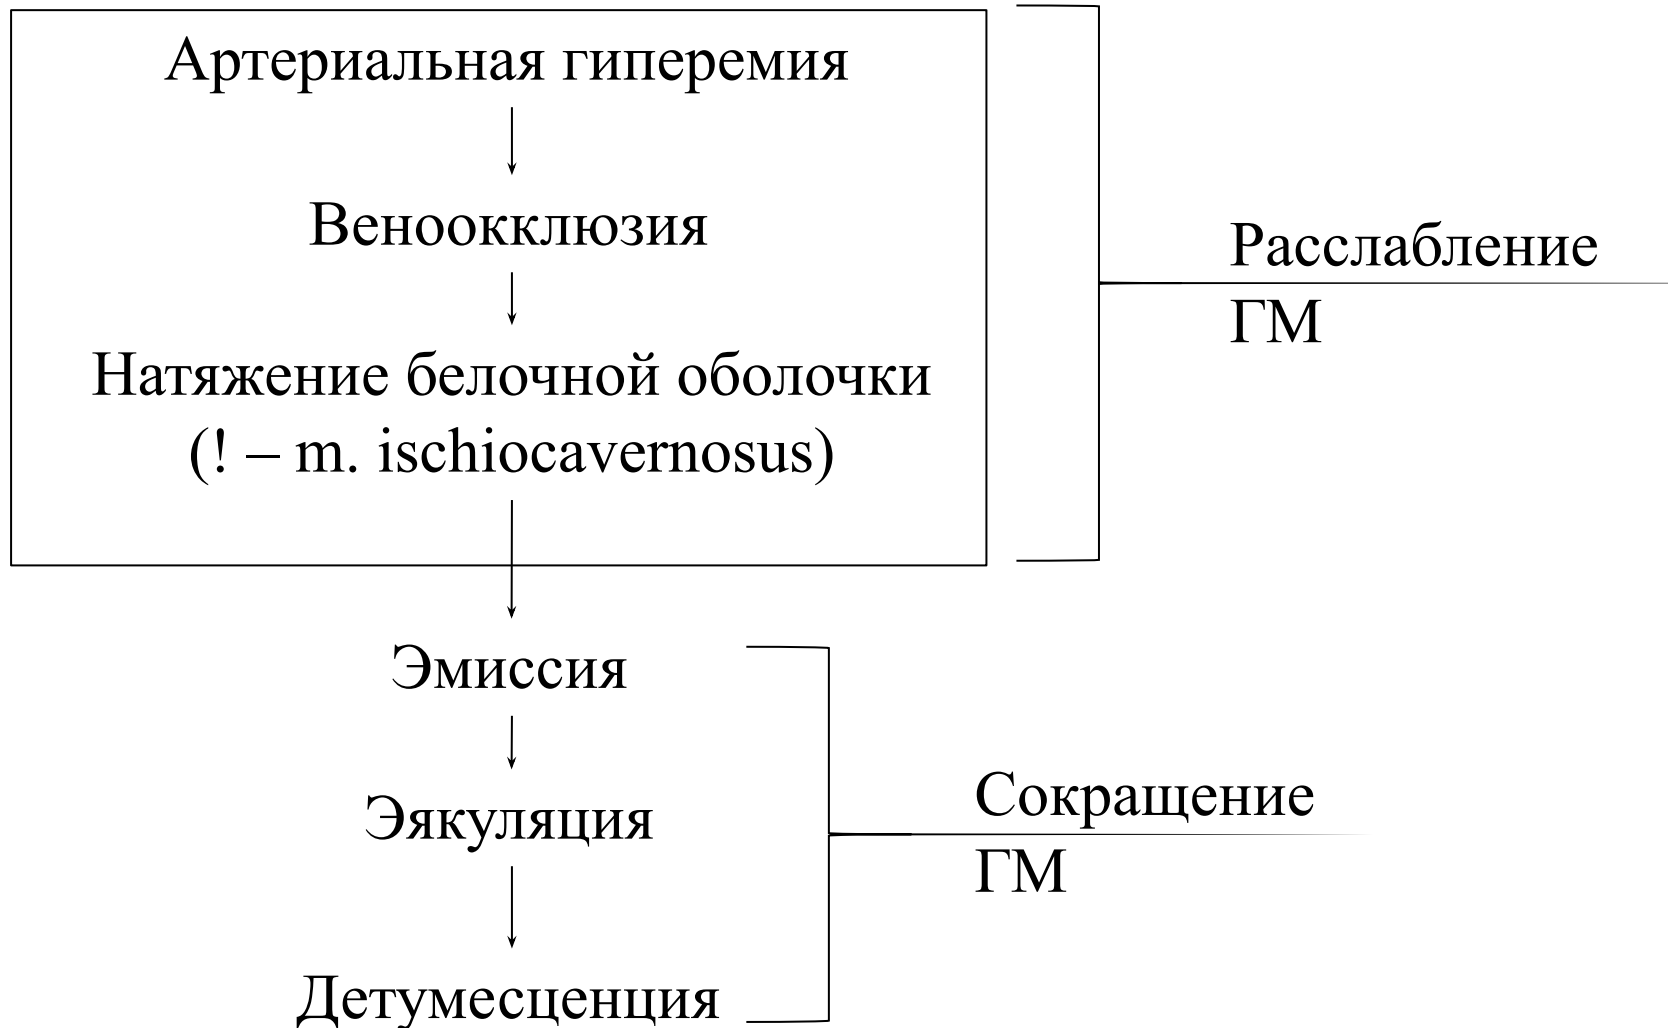 Артериальная гиперемия
Веноокклюзия
Натяжение белочной оболочки
(! – m. ischiocavernosus)
Расслабление
ГМ
Эмиссия
Эякуляция
Детумесценция
Сокращение
ГМ